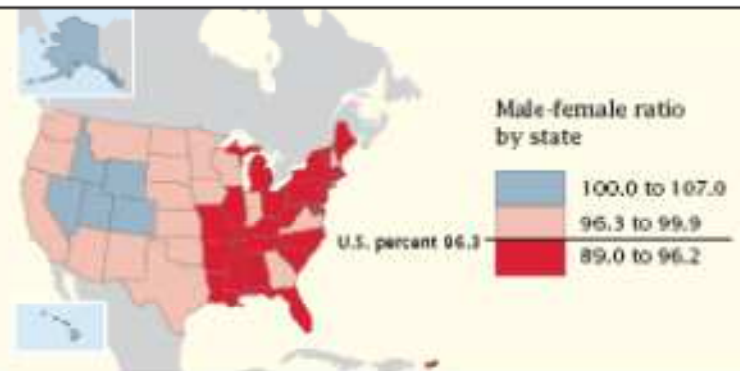 Male-female ratio
by state
100.0 to 107.0
96.3 to 99.9
U.S. percent 96.3
89.0 to 96.2